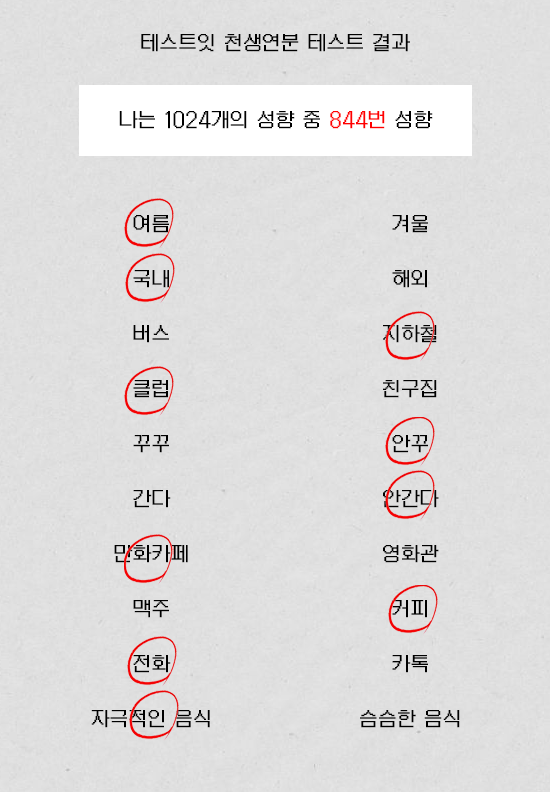 테스트잇 천생연분 테스트 결과
나는 1024개의 성향 중 844번 성향
여름 겨울
국내 해외
버스 지하철
클럽 친구집
꾸꾸 안꾸
간다 안간다
만화카페 영화관
맥주 커피
전화 카톡
자극적인 음식 슴슴한 음식